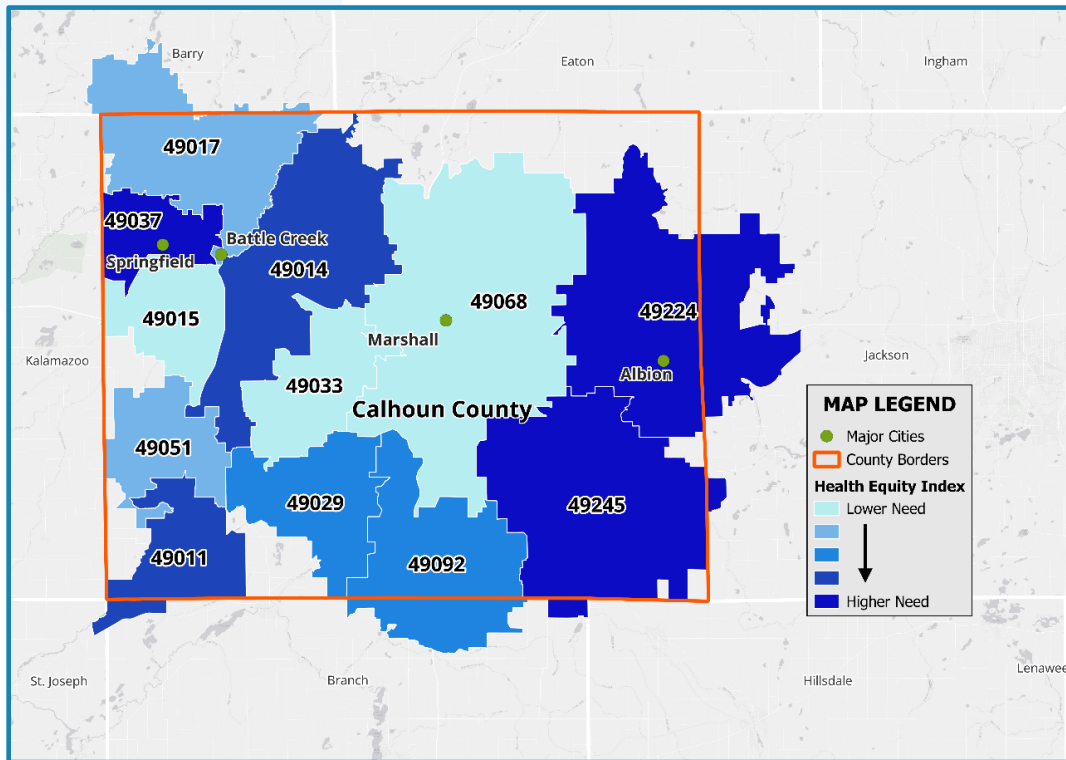 Barry
Eaton
Ingham
49017
49037
Springfield
Battle Creek
49014
49068
49224
49015
Marshall
Kalamazoo
Jackson
Albion
49033
Calhoun County
49051
49029
49245
49011
49092
MAP LEGEND
Major Cities
County Borders
Health Equity Index
Lower Need
Higher Need
St. Joseph
Branch
Hillsdale
Lenawee